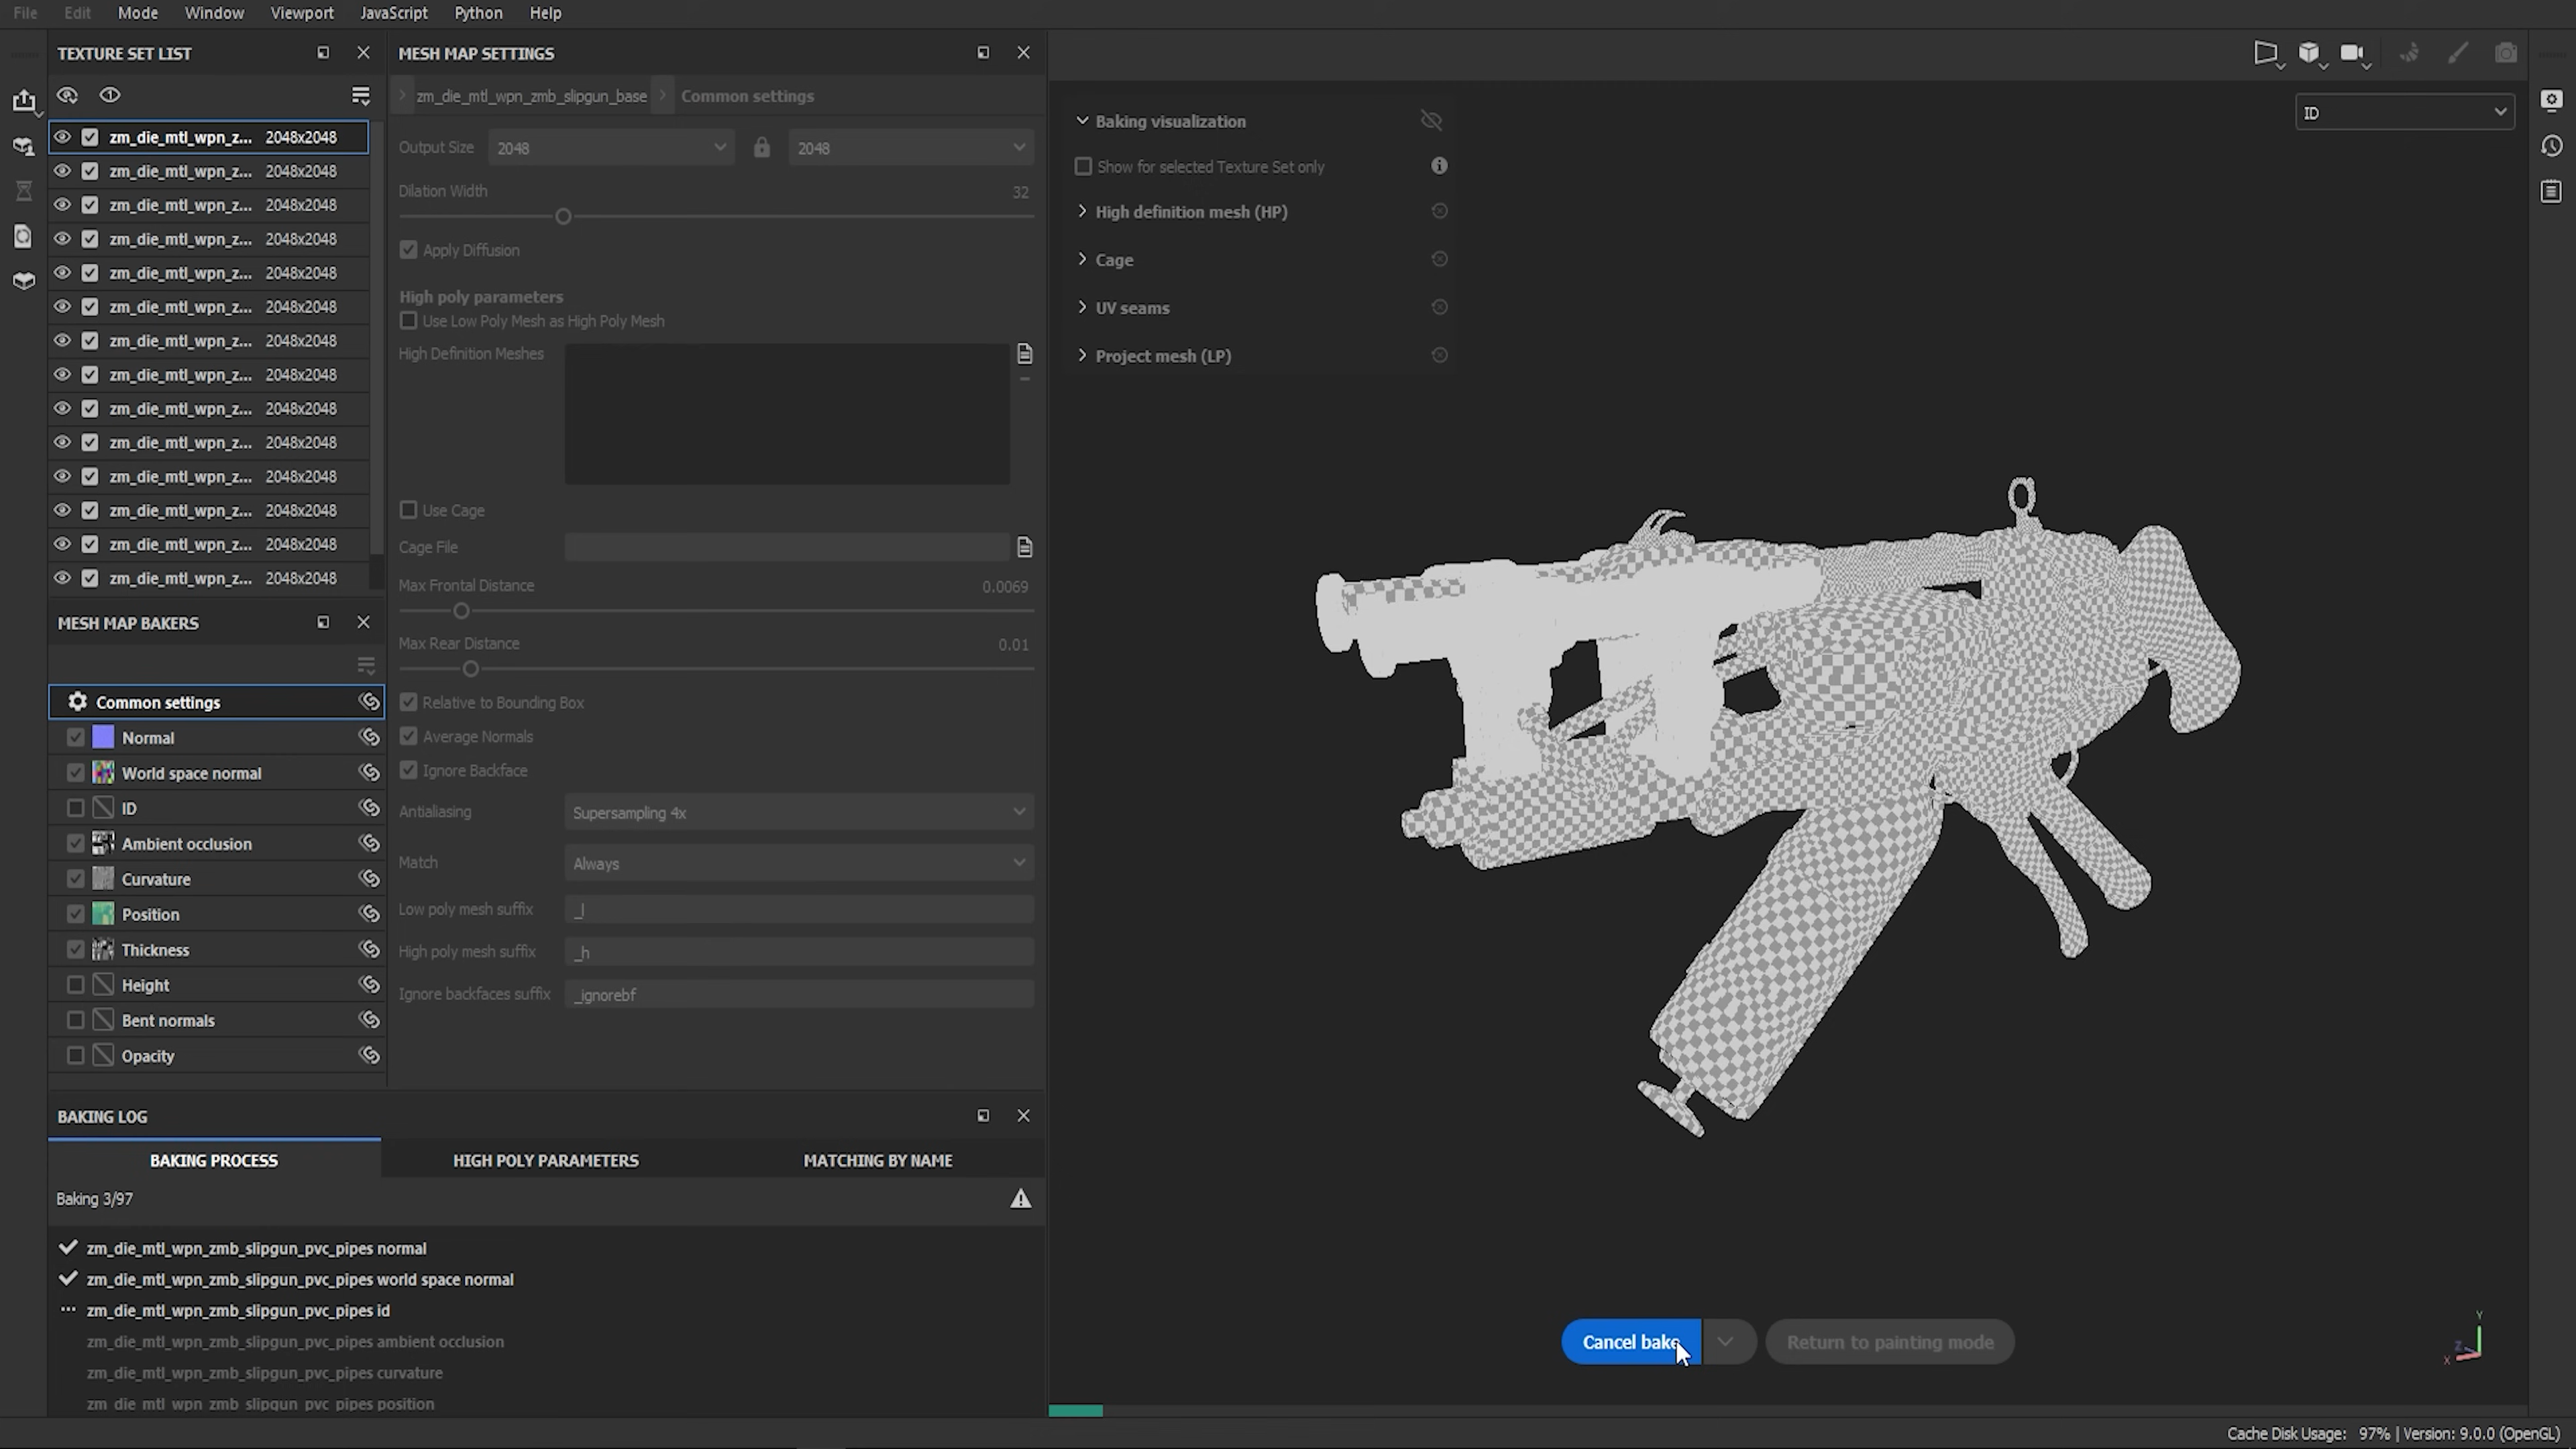 File Edit Mode Window Viewport JavaScript Python Help
TEXTURE SET LIST
zm_die_mtl_wpn_z... 2048x2048
zm_die_mtl_wpn_z... 2048x2048
zm_die_mtl_wpn_z... 2048x2048
zm_die_mtl_wpn_z... 2048x2048
zm_die_mtl_wpn_z... 2048x2048
zm_die_mtl_wpn_z... 2048x2048
zm_die_mtl_wpn_z... 2048x2048
zm_die_mtl_wpn_z... 2048x2048
zm_die_mtl_wpn_z... 2048x2048
zm_die_mtl_wpn_z... 2048x2048
zm_die_mtl_wpn_z... 2048x2048
zm_die_mtl_wpn_z... 2048x2048
zm_die_mtl_wpn_z... 2048x2048
zm_die_mtl_wpn_z... 2048x2048
MESH MAP BAKERS
Common settings
Normal
World space normal
ID
Ambient occlusion
Curvature
Position
Thickness
Height
Bent normals
Opacity
MESH MAP SETTINGS
zm_die_mtl_wpn_zmb_slipgun_base > Common settings
Output Size 2048 2048
Dilation Width 32
Apply Diffusion
High poly parameters
Use Low Poly Mesh as High Poly Mesh
High Definition Meshes
Use Cage
Cage File
Max Frontal Distance 0.0069
Max Rear Distance 0.01
Relative to Bounding Box
Average Normals
Ignore Backface
Antialiasing Supersampling 4x
Match Always
Low poly mesh suffix _l
High poly mesh suffix _h
Ignore backfaces suffix _ignorebf
BAKING LOG
BAKING PROCESS HIGH POLY PARAMETERS MATCHING BY NAME
Baking 3/97
zm_die_mtl_wpn_zmb_slipgun_pvc_pipes normal
zm_die_mtl_wpn_zmb_slipgun_pvc_pipes world space normal
zm_die_mtl_wpn_zmb_slipgun_pvc_pipes id
zm_die_mtl_wpn_zmb_slipgun_pvc_pipes ambient occlusion
zm_die_mtl_wpn_zmb_slipgun_pvc_pipes curvature
zm_die_mtl_wpn_zmb_slipgun_pvc_pipes position
Baking visualization
Show for selected Texture Set only
High definition mesh (HP)
Cage
UV seams
Project mesh (LP)
ID
Cancel bake Return to painting mode
Y
Z
X
Cache Disk Usage: 97% | Version: 9.0.0 (OpenGL)